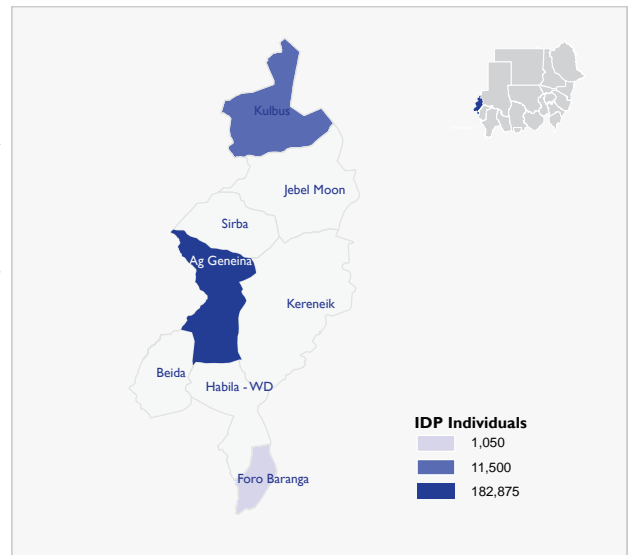 Kulbus
Jebel Moon
Sirba
Ag Geneina
Kereneik
Beida
Habila - WD
IDP Individuals
1,050
11,500
182,875
Foro Baranga